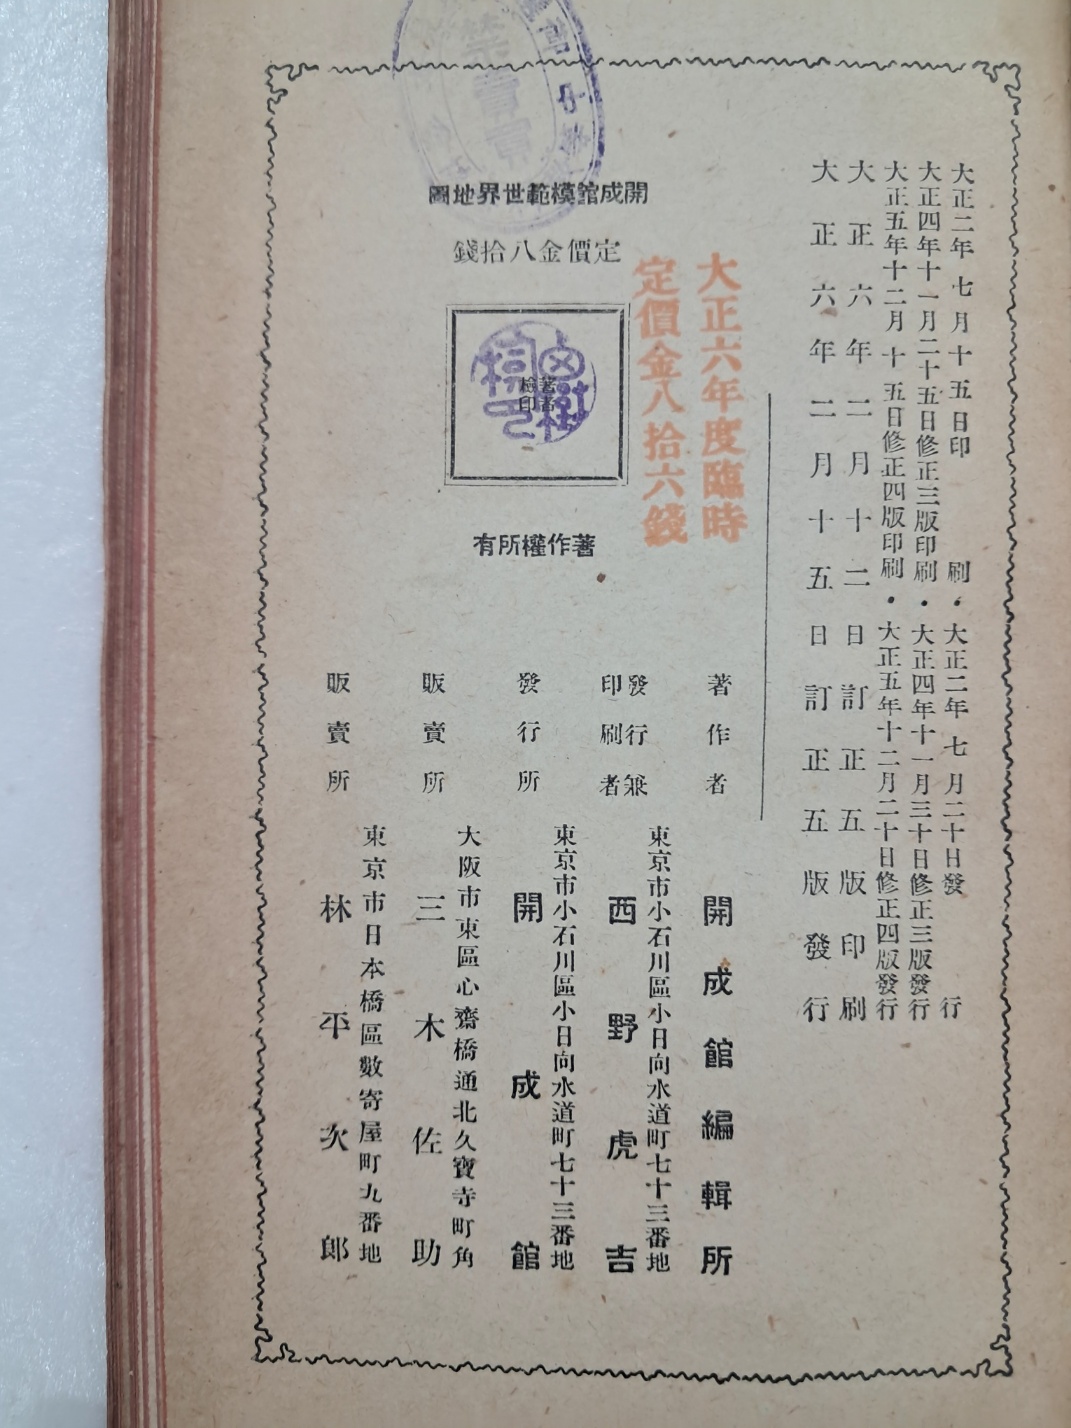 大正二年七月十五日印刷・大正二年七月二十日發行
大正四年十一月二十五日修正三版印刷・大正四年十一月三十日修正三版發行
大正五年十二月十五日修正四版印刷・大正五年十二月二十日修正四版發行
大正六年二月十二日訂正五版印刷
大正六年二月十五日訂正五版發行
大正六年度臨時
定價金八拾六錢
開成館模範世界地圖
定價金八拾錢
著者
檢印
著作權所有
著作者 開成館編輯所
東京市小石川區小日向水道町七十三番地
發行兼
印刷者 西野虎吉
東京市小石川區小日向水道町七十三番地
發行所 開成館
大阪市東區心齋橋通北久寶寺町角
販賣所 三木佐助
東京市日本橋區數寄屋町九番地
販賣所 林平次郎